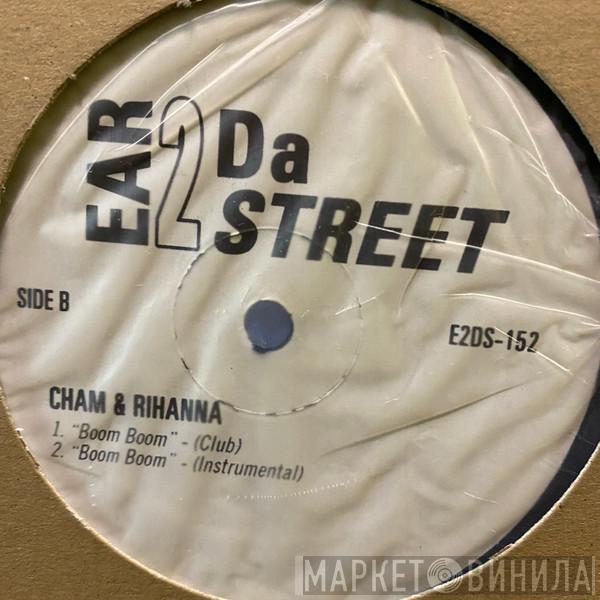 EAR 2 Da
STREET
SIDE B
E2DS-152
CHAM & RIHANNA
1. "Boom Boom" - (Club)
2. "Boom Boom" - (Instrumental)
МАРКЕТ ВИНИЛА